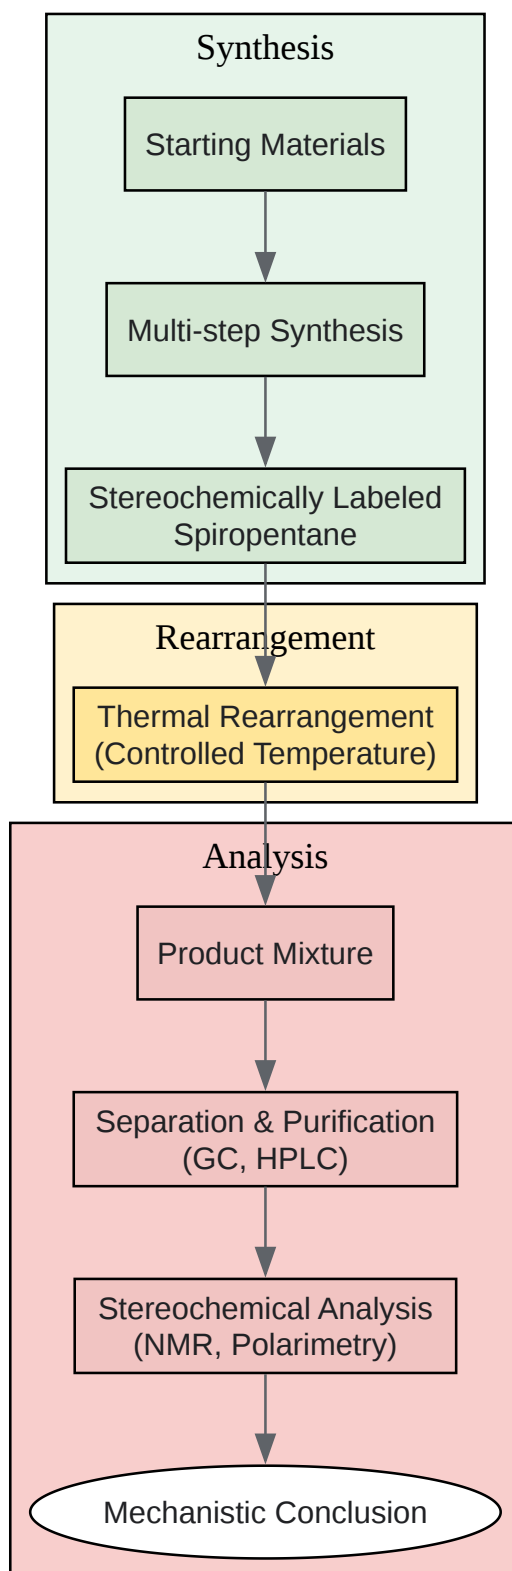 Synthesis
Starting Materials
Multi-step Synthesis
Stereochemically Labeled
Spiropentane
Rearrangement
Thermal Rearrangement
(Controlled Temperature)
Analysis
Product Mixture
Separation & Purification
(GC, HPLC)
Stereochemical Analysis
(NMR, Polarimetry)
Mechanistic Conclusion